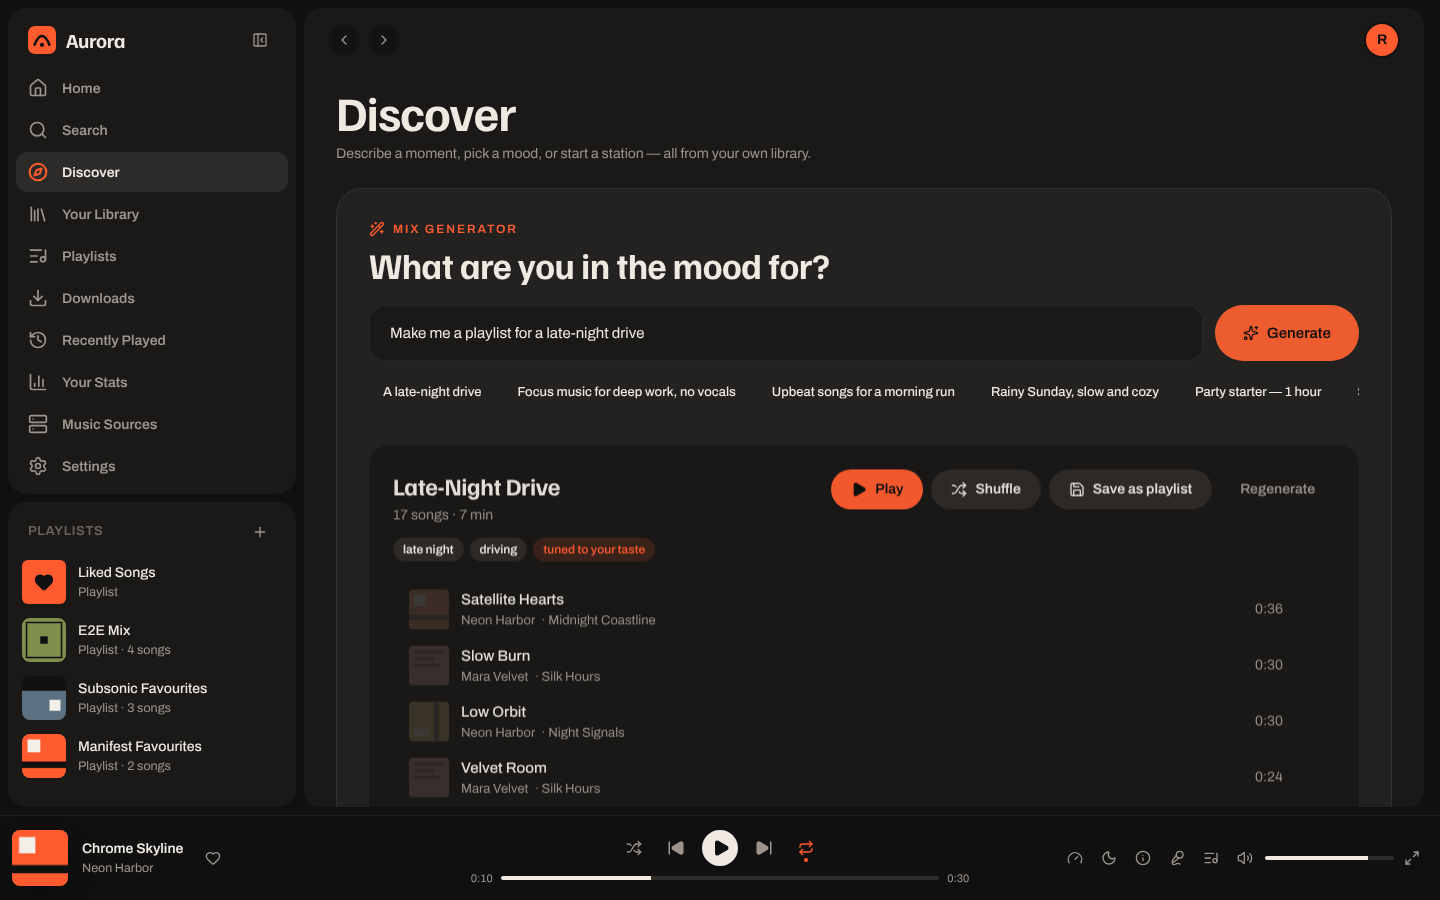 Aurora
Home
Search
Discover
Your Library
Playlists
Downloads
Recently Played
Your Stats
Music Sources
Settings
PLAYLISTS
Liked Songs
Playlist
E2E Mix
Playlist · 4 songs
Subsonic Favourites
Playlist · 3 songs
Manifest Favourites
Playlist · 2 songs
R
Discover
Describe a moment, pick a mood, or start a station — all from your own library.
MIX GENERATOR
What are you in the mood for?
Make me a playlist for a late-night drive
Generate
A late-night drive
Focus music for deep work, no vocals
Upbeat songs for a morning run
Rainy Sunday, slow and cozy
Party starter — 1 hour
Late-Night Drive
17 songs · 7 min
Play
Shuffle
Save as playlist
Regenerate
late night
driving
tuned to your taste
Satellite Hearts
Neon Harbor · Midnight Coastline
0:36
Slow Burn
Mara Velvet · Silk Hours
0:30
Low Orbit
Neon Harbor · Night Signals
0:30
Velvet Room
Mara Velvet · Silk Hours
0:24
Chrome Skyline
Neon Harbor
0:10
0:30